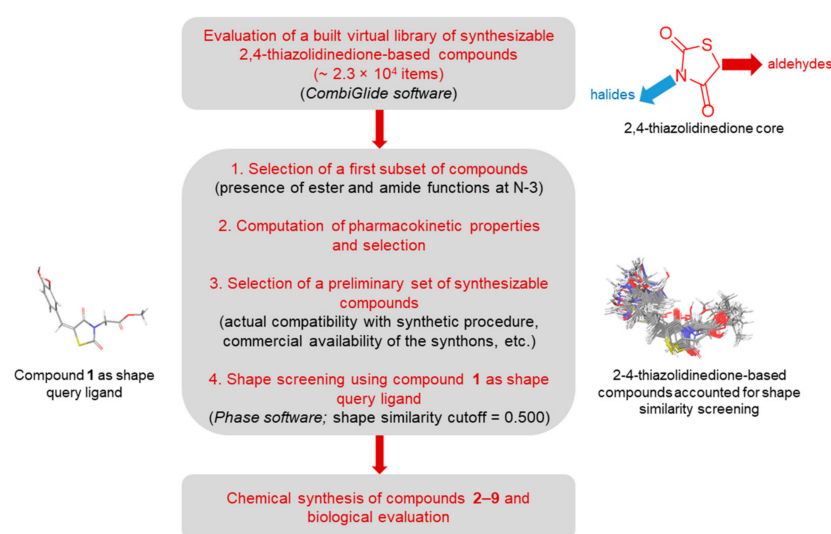 Evaluation of a built virtual library of synthesizable
2,4-thiazolidinedione-based compounds
(~ 2.3 × 10⁴ items)
(CombiGlide software)
O
S
N
O
aldehydes
halides
2,4-thiazolidinedione core
1. Selection of a first subset of compounds
(presence of ester and amide functions at N-3)
2. Computation of pharmacokinetic properties
and selection
3. Selection of a preliminary set of synthesizable
compounds
(actual compatibility with synthetic procedure,
commercial availability of the synthons, etc.)
4. Shape screening using compound 1 as shape
query ligand
(Phase software; shape similarity cutoff = 0.500)
Compound 1 as shape
query ligand
2-4-thiazolidinedione-based
compounds accounted for shape
similarity screening
Chemical synthesis of compounds 2–9 and
biological evaluation